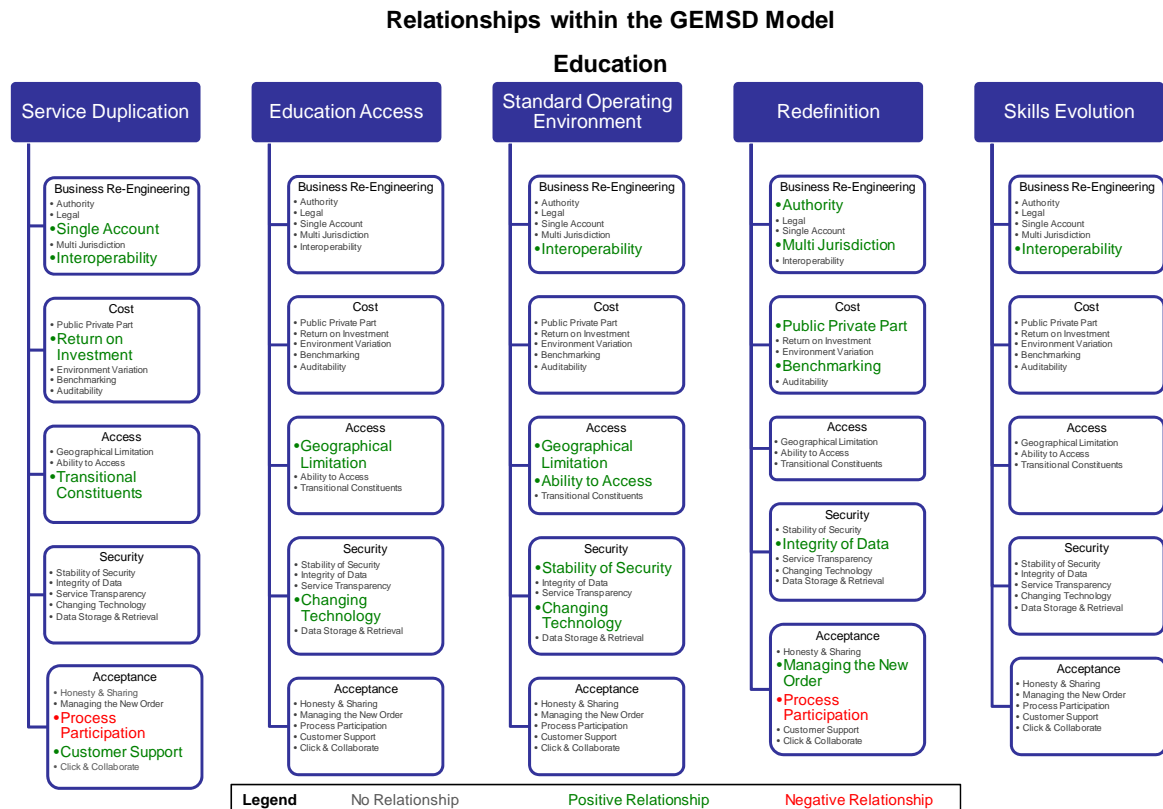 Relationships within the GEMSD Model
Education
Service Duplication
Business Re-Engineering
• Authority
• Legal
•Single Account
• Multi Jurisdiction
•Interoperability
Cost
• Public Private Part
•Return on
Investment
• Environment Variation
• Benchmarking
• Auditability
Access
• Geographical Limitation
• Ability to Access
•Transitional
Constituents
Security
• Stability of Security
• Integrity of Data
• Service Transparency
• Changing Technology
• Data Storage & Retrieval
Acceptance
• Honesty & Sharing
• Managing the New Order
•Process
Participation
•Customer Support
• Click & Collaborate
Education Access
Business Re-Engineering
• Authority
• Legal
• Single Account
• Multi Jurisdiction
• Interoperability
Cost
• Public Private Part
• Return on Investment
• Environment Variation
• Benchmarking
• Auditability
Access
•Geographical
Limitation
• Ability to Access
• Transitional Constituents
Security
• Stability of Security
• Integrity of Data
• Service Transparency
•Changing
Technology
• Data Storage & Retrieval
Acceptance
• Honesty & Sharing
• Managing the New Order
• Process Participation
• Customer Support
• Click & Collaborate
Standard Operating
Environment
Business Re-Engineering
• Authority
• Legal
• Single Account
• Multi Jurisdiction
•Interoperability
Cost
• Public Private Part
• Return on Investment
• Environment Variation
• Benchmarking
• Auditability
Access
•Geographical
Limitation
•Ability to Access
• Transitional Constituents
Security
•Stability of Security
• Integrity of Data
• Service Transparency
•Changing
Technology
• Data Storage & Retrieval
Acceptance
• Honesty & Sharing
• Managing the New Order
• Process Participation
• Customer Support
• Click & Collaborate
Redefinition
Business Re-Engineering
•Authority
• Legal
• Single Account
•Multi Jurisdiction
• Interoperability
Cost
•Public Private Part
• Return on Investment
• Environment Variation
•Benchmarking
• Auditability
Access
• Geographical Limitation
• Ability to Access
• Transitional Constituents
Security
• Stability of Security
•Integrity of Data
• Service Transparency
• Changing Technology
• Data Storage & Retrieval
Acceptance
• Honesty & Sharing
•Managing the New
Order
•Process
Participation
• Customer Support
• Click & Collaborate
Skills Evolution
Business Re-Engineering
• Authority
• Legal
• Single Account
• Multi Jurisdiction
•Interoperability
Cost
• Public Private Part
• Return on Investment
• Environment Variation
• Benchmarking
• Auditability
Access
• Geographical Limitation
• Ability to Access
• Transitional Constituents
Security
• Stability of Security
• Integrity of Data
• Service Transparency
• Changing Technology
• Data Storage & Retrieval
Acceptance
• Honesty & Sharing
• Managing the New Order
• Process Participation
• Customer Support
• Click & Collaborate
Legend No Relationship Positive Relationship Negative Relationship